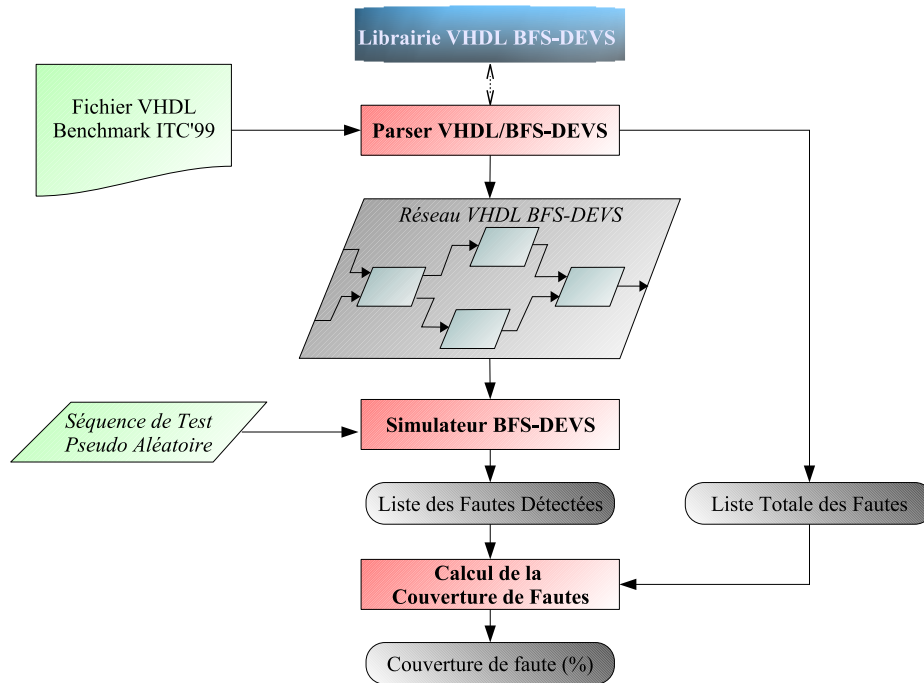 Librairie VHDL BFS-DEVS
Fichier VHDL
Benchmark ITC'99
Parser VHDL/BFS-DEVS
Réseau VHDL BFS-DEVS
Séquence de Test
Pseudo Aléatoire
Simulateur BFS-DEVS
Liste des Fautes Détectées
Liste Totale des Fautes
Calcul de la
Couverture de Fautes
Couverture de faute (%)